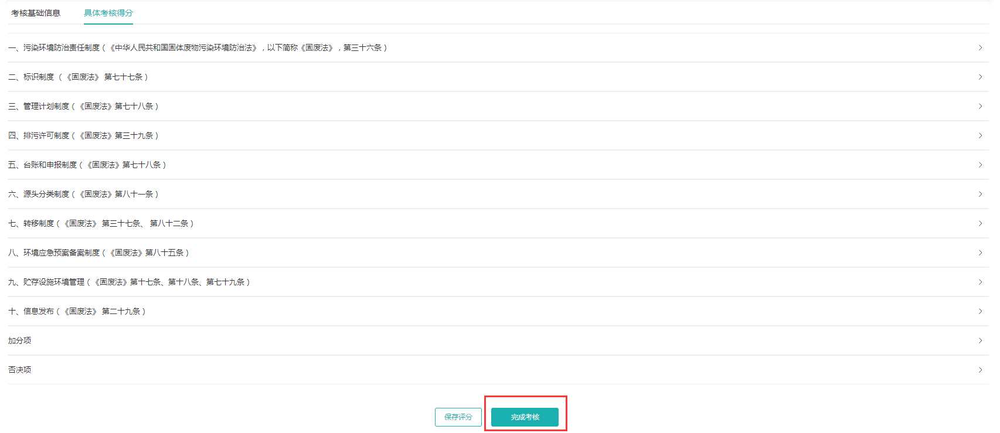 考核基础信息 具体考核得分
一、污染环境防治责任制度（《中华人民共和国固体废物污染环境防治法》，以下简称《固废法》，第三十六条）
二、标识制度 （《固废法》 第七十七条）
三、管理计划制度（《固废法》第七十八条）
四、排污许可制度（《固废法》第三十九条）
五、台账和申报制度（《固废法》第七十八条）
六、源头分类制度（《固废法》第八十一条）
七、转移制度（《固废法》 第三十七条、 第八十二条）
八、环境应急预案备案制度（《固废法》第八十五条）
九、贮存设施环境管理（《固废法》第十七条、第十八条、第七十九条）
十、信息发布（《固废法》 第二十九条）
加分项
否决项
保存评分 完成考核